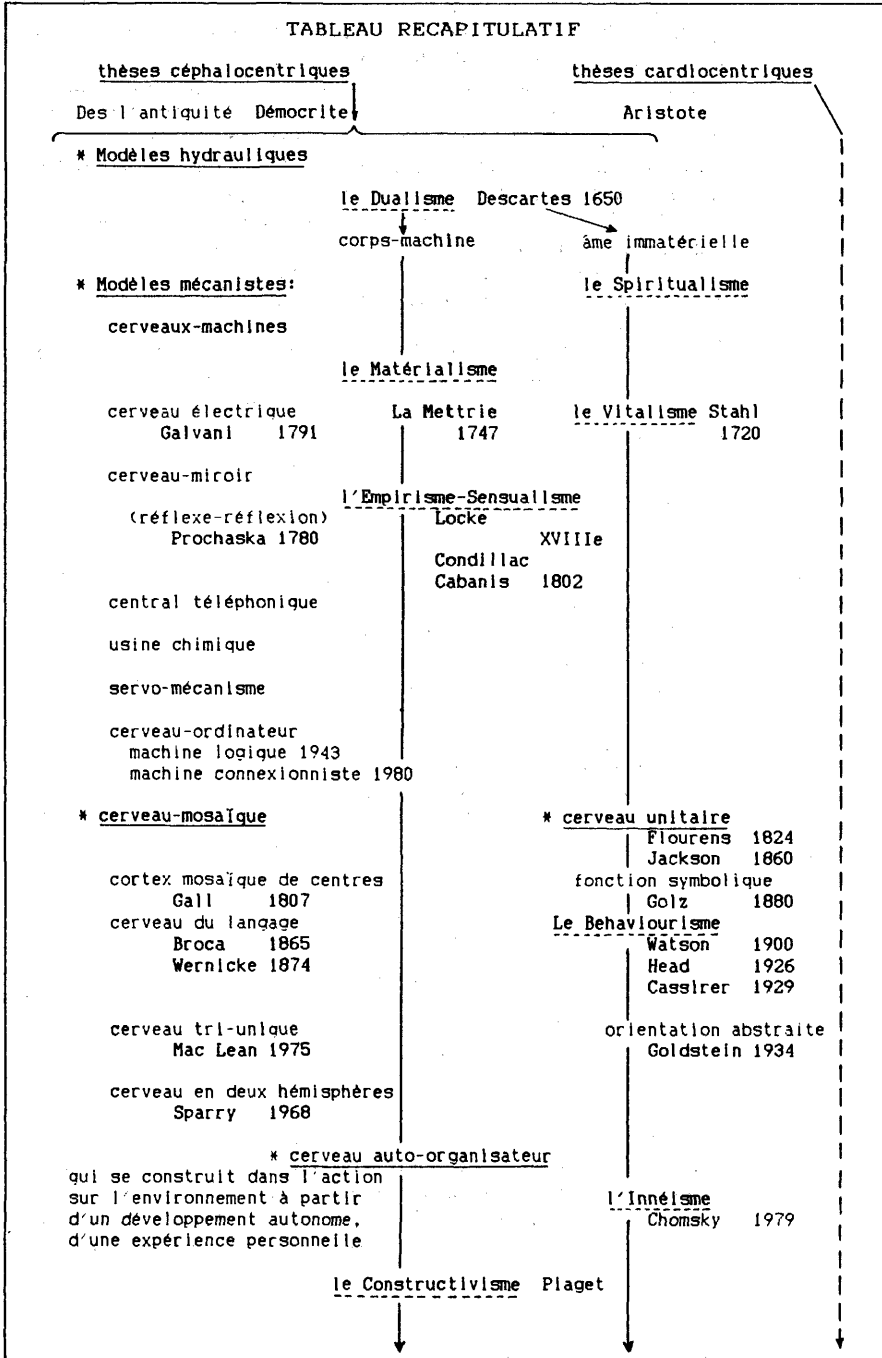 TABLEAU RECAPITULATIF
thèses céphalocentriques thèses cardiocentriques
Des l'antiquité Démocrite Aristote
* Modèles hydrauliques
le Dualisme Descartes 1650
corps-machine âme immatérielle
* Modèles mécanistes: le Spiritualisme
cerveaux-machines
le Matérialisme
cerveau électrique La Mettrie le Vitalisme Stahl
Galvani 1791 1747 1720
cerveau-miroir
l'Empirisme-Sensualisme
(réflexe-réflexion) Locke
Prochaska 1780 XVIIIe
Condillac
Cabanis 1802
central téléphonique
usine chimique
servo-mécanisme
cerveau-ordinateur
machine logique 1943
machine connexionniste 1980
* cerveau-mosaïque * cerveau unitaire
Flourens 1824
Jackson 1860
cortex mosaïque de centres fonction symbolique
Gall 1807 Golz 1880
cerveau du langage Le Behaviourisme
Broca 1865 Watson 1900
Wernicke 1874 Head 1926
Cassirer 1929
cerveau tri-unique orientation abstraite
Mac Lean 1975 Goldstein 1934
cerveau en deux hémisphères
Sparry 1968
* cerveau auto-organisateur
qui se construit dans l'action
sur l'environnement à partir l'Innéisme
d'un développement autonome, Chomsky 1979
d'une expérience personnelle
le Constructivisme Piaget